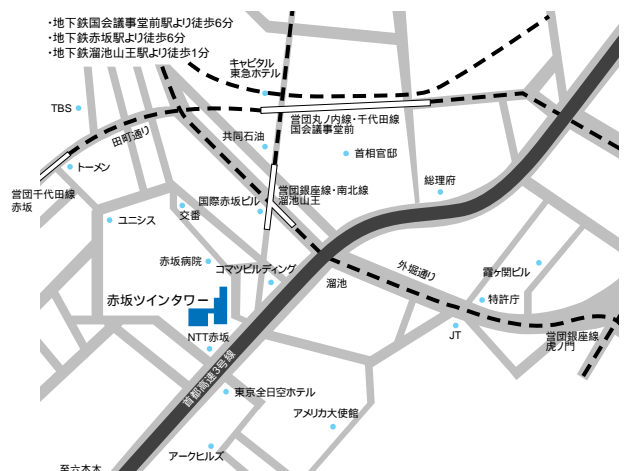 ・地下鉄国会議事堂前駅より徒歩6分
・地下鉄赤坂駅より徒歩6分
・地下鉄溜池山王駅より徒歩1分
キャピタル
東急ホテル
TBS
田町通り
共同石油
営団丸ノ内線・千代田線
国会議事堂前
首相官邸
トーメン
営団千代田線
赤坂
総理府
営団銀座線・南北線
溜池山王
国際赤坂ビル
交番
ユニシス
赤坂病院
コマツビルディング
外堀通り
霞ヶ関ビル
溜池
特許庁
赤坂ツインタワー
NTT赤坂
JT
営団銀座線
虎ノ門
首都高速3号線
東京全日空ホテル
アメリカ大使館
アークヒルズ
至六本木